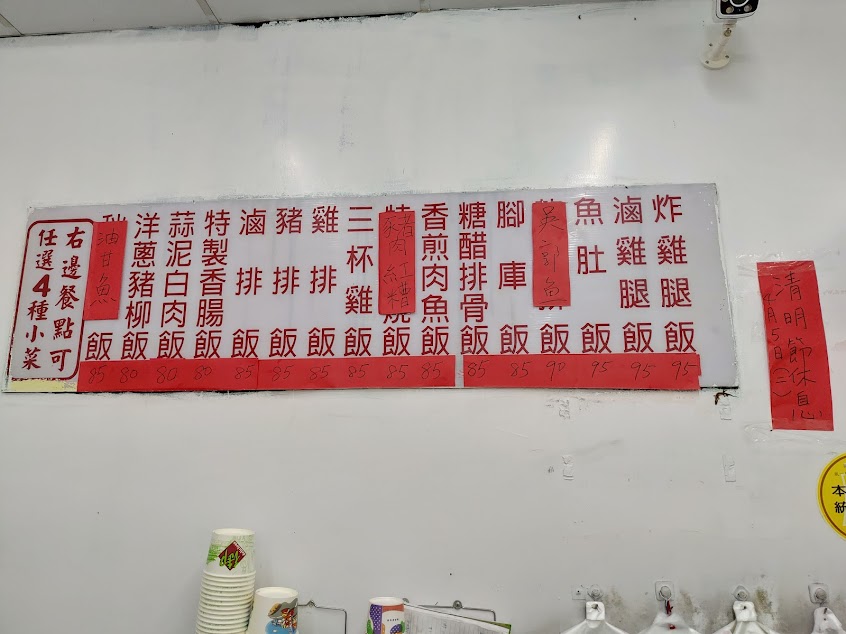 清明節休息
月5日(三)
炸雞腿飯 95
滷雞腿飯 95
魚肚飯 95
吳郭魚 飯 90
腳庫飯 85
糖醋排骨飯 85
香煎肉魚飯 85
豬肉紅糟 飯 85
三杯雞飯 85
雞排飯 85
豬排飯 85
滷排飯 85
特製香腸飯 80
蒜泥白肉飯 80
洋蔥豬柳飯 80
油甘魚 飯 85
右邊餐點可
任選4種小菜
本
統